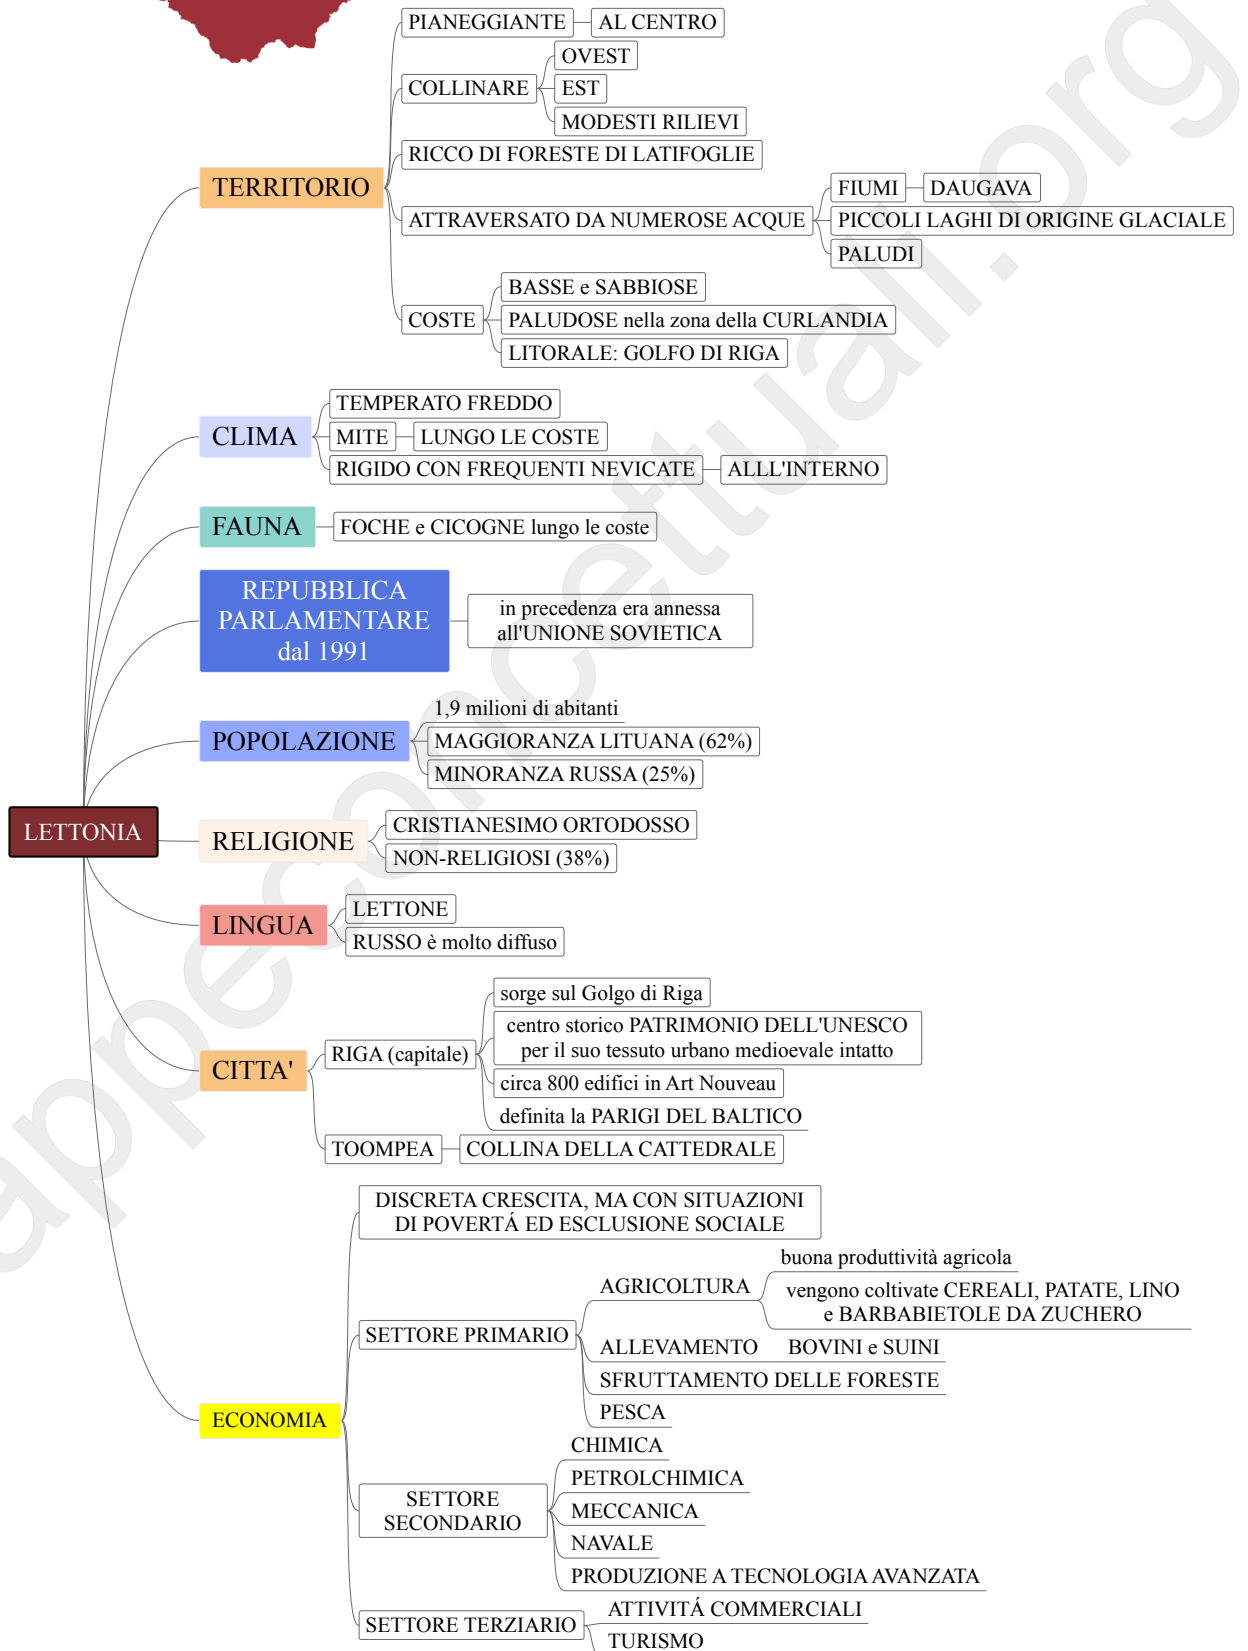 LETTONIA
TERRITORIO
PIANEGGIANTE
AL CENTRO
COLLINARE
OVEST
EST
MODESTI RILIEVI
RICCO DI FORESTE DI LATIFOGLIE
ATTRAVERSATO DA NUMEROSE ACQUE
FIUMI
DAUGAVA
PICCOLI LAGHI DI ORIGINE GLACIALE
PALUDI
COSTE
BASSE e SABBIOSE
PALUDOSE nella zona della CURLANDIA
LITORALE: GOLFO DI RIGA
CLIMA
TEMPERATO FREDDO
MITE
LUNGO LE COSTE
RIGIDO CON FREQUENTI NEVICATE
ALLL'INTERNO
FAUNA
FOCHE e CICOGNE lungo le coste
REPUBBLICA
PARLAMENTARE
dal 1991
in precedenza era annessa
all'UNIONE SOVIETICA
POPOLAZIONE
1,9 milioni di abitanti
MAGGIORANZA LITUANA (62%)
MINORANZA RUSSA (25%)
RELIGIONE
CRISTIANESIMO ORTODOSSO
NON-RELIGIOSI (38%)
LINGUA
LETTONE
RUSSO è molto diffuso
CITTA'
RIGA (capitale)
sorge sul Golgo di Riga
centro storico PATRIMONIO DELL'UNESCO
per il suo tessuto urbano medioevale intatto
circa 800 edifici in Art Nouveau
definita la PARIGI DEL BALTICO
TOOMPEA
COLLINA DELLA CATTEDRALE
ECONOMIA
DISCRETA CRESCITA, MA CON SITUAZIONI
DI POVERTÁ ED ESCLUSIONE SOCIALE
SETTORE PRIMARIO
AGRICOLTURA
buona produttività agricola
vengono coltivate CEREALI, PATATE, LINO
e BARBABIETOLE DA ZUCHERO
ALLEVAMENTO
BOVINI e SUINI
SFRUTTAMENTO DELLE FORESTE
PESCA
SETTORE
SECONDARIO
CHIMICA
PETROLCHIMICA
MECCANICA
NAVALE
PRODUZIONE A TECNOLOGIA AVANZATA
SETTORE TERZIARIO
ATTIVITÁ COMMERCIALI
TURISMO
appeconcettuali.org